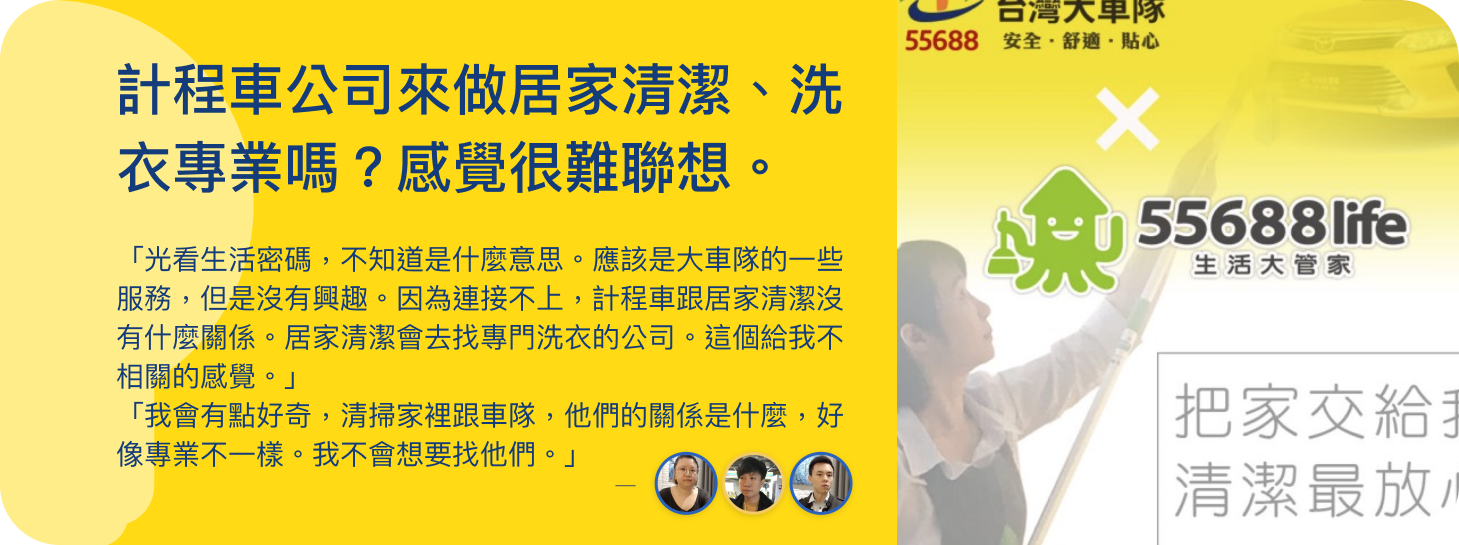 計程車公司來做居家清潔、洗
衣專業嗎？感覺很難聯想。
「光看生活密碼，不知道是什麼意思。應該是大車隊的一些
服務，但是沒有興趣。因為連接不上，計程車跟居家清潔沒
有什麼關係。居家清潔會去找專門洗衣的公司。這個給我不
相關的感覺。」
「我會有點好奇，清掃家裡跟車隊，他們的關係是什麼，好
像專業不一樣。我不會想要找他們。」
—
台灣大車隊
55688 安全·舒適·貼心
×
55688life
生活大管家
把家交給我
清潔最放心